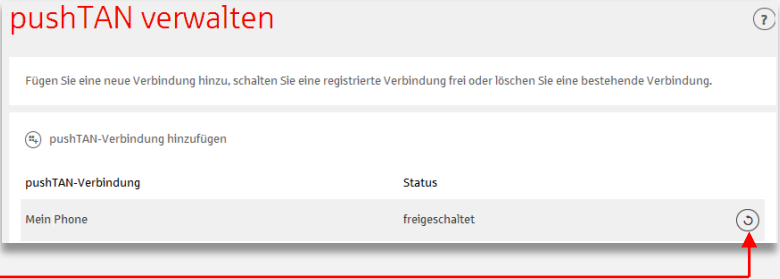 pushTAN verwalten
?
Fügen Sie eine neue Verbindung hinzu, schalten Sie eine registrierte Verbindung frei oder löschen Sie eine bestehende Verbindung.
pushTAN-Verbindung hinzufügen
pushTAN-Verbindung Status
Mein Phone freigeschaltet